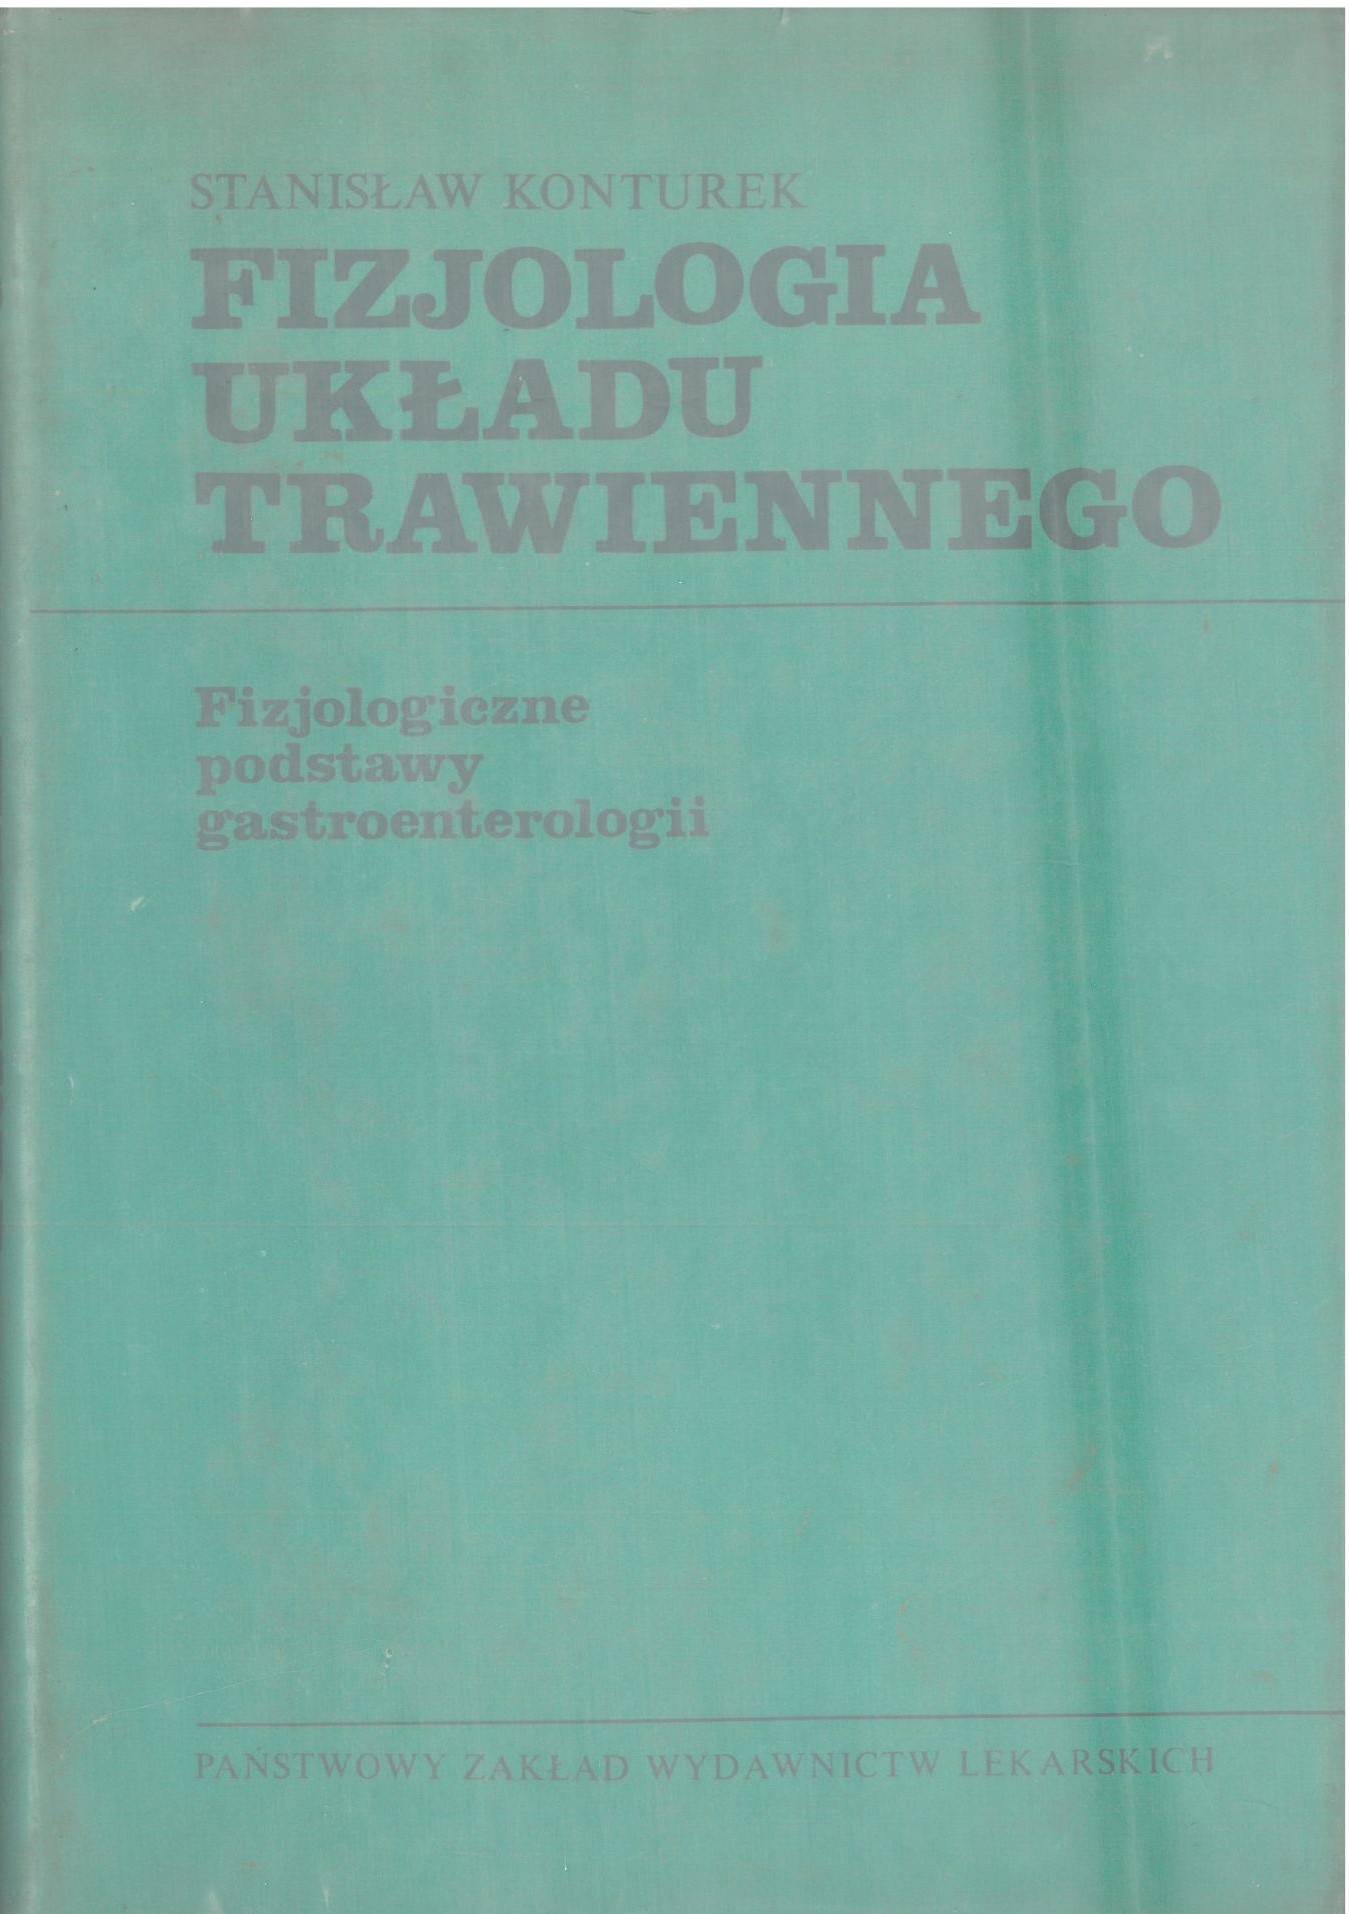 STANISŁAW KONTUREK
FIZJOLOGIA
UKŁADU
TRAWIENNEGO
Fizjologiczne
podstawy
gastroenterologii
PAŃSTWOWY ZAKŁAD WYDAWNICTW LEKARSKICH